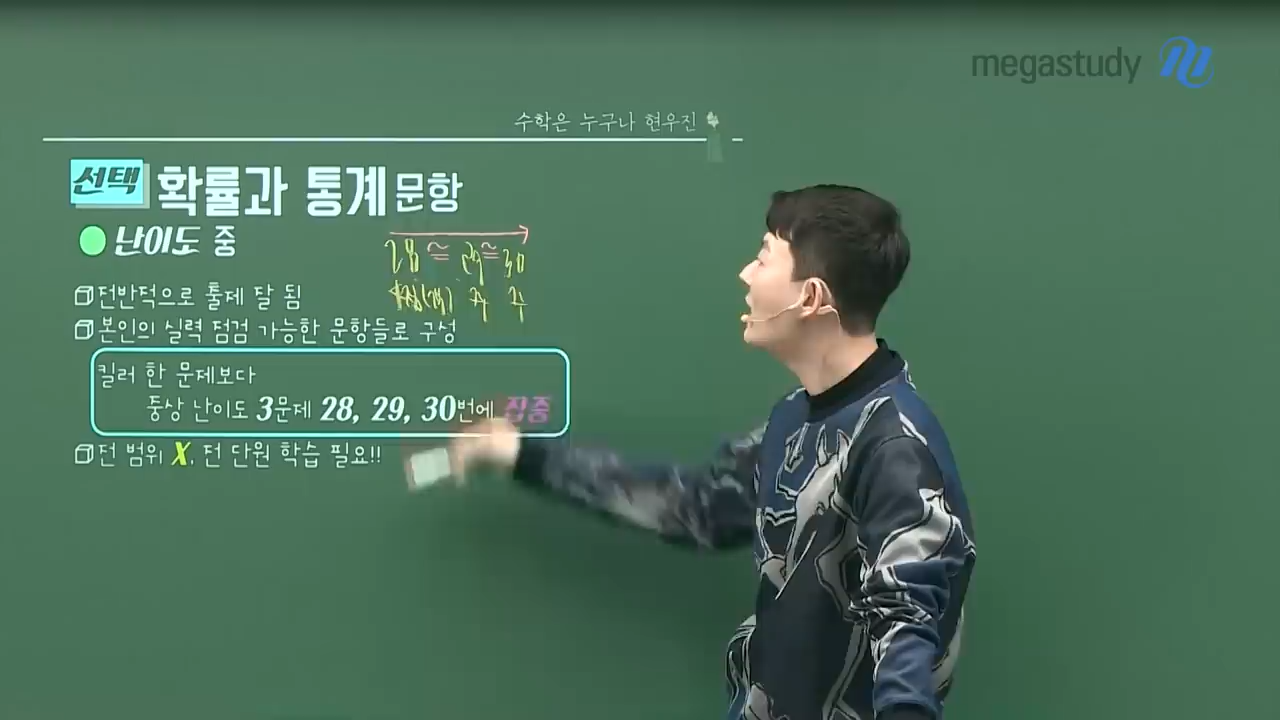 megastudy
수학은 누구나 현우진
선택 확률과 통계 문항
난이도 중
28 ≅ 29 ≅ 30
전반적으로 출제 잘 됨
본인의 실력 점검 가능한 문항들로 구성
킬러 한 문제보다
중상 난이도 3문제 28, 29, 30번에 집중
전 범위 X, 전 단원 학습 필요!!